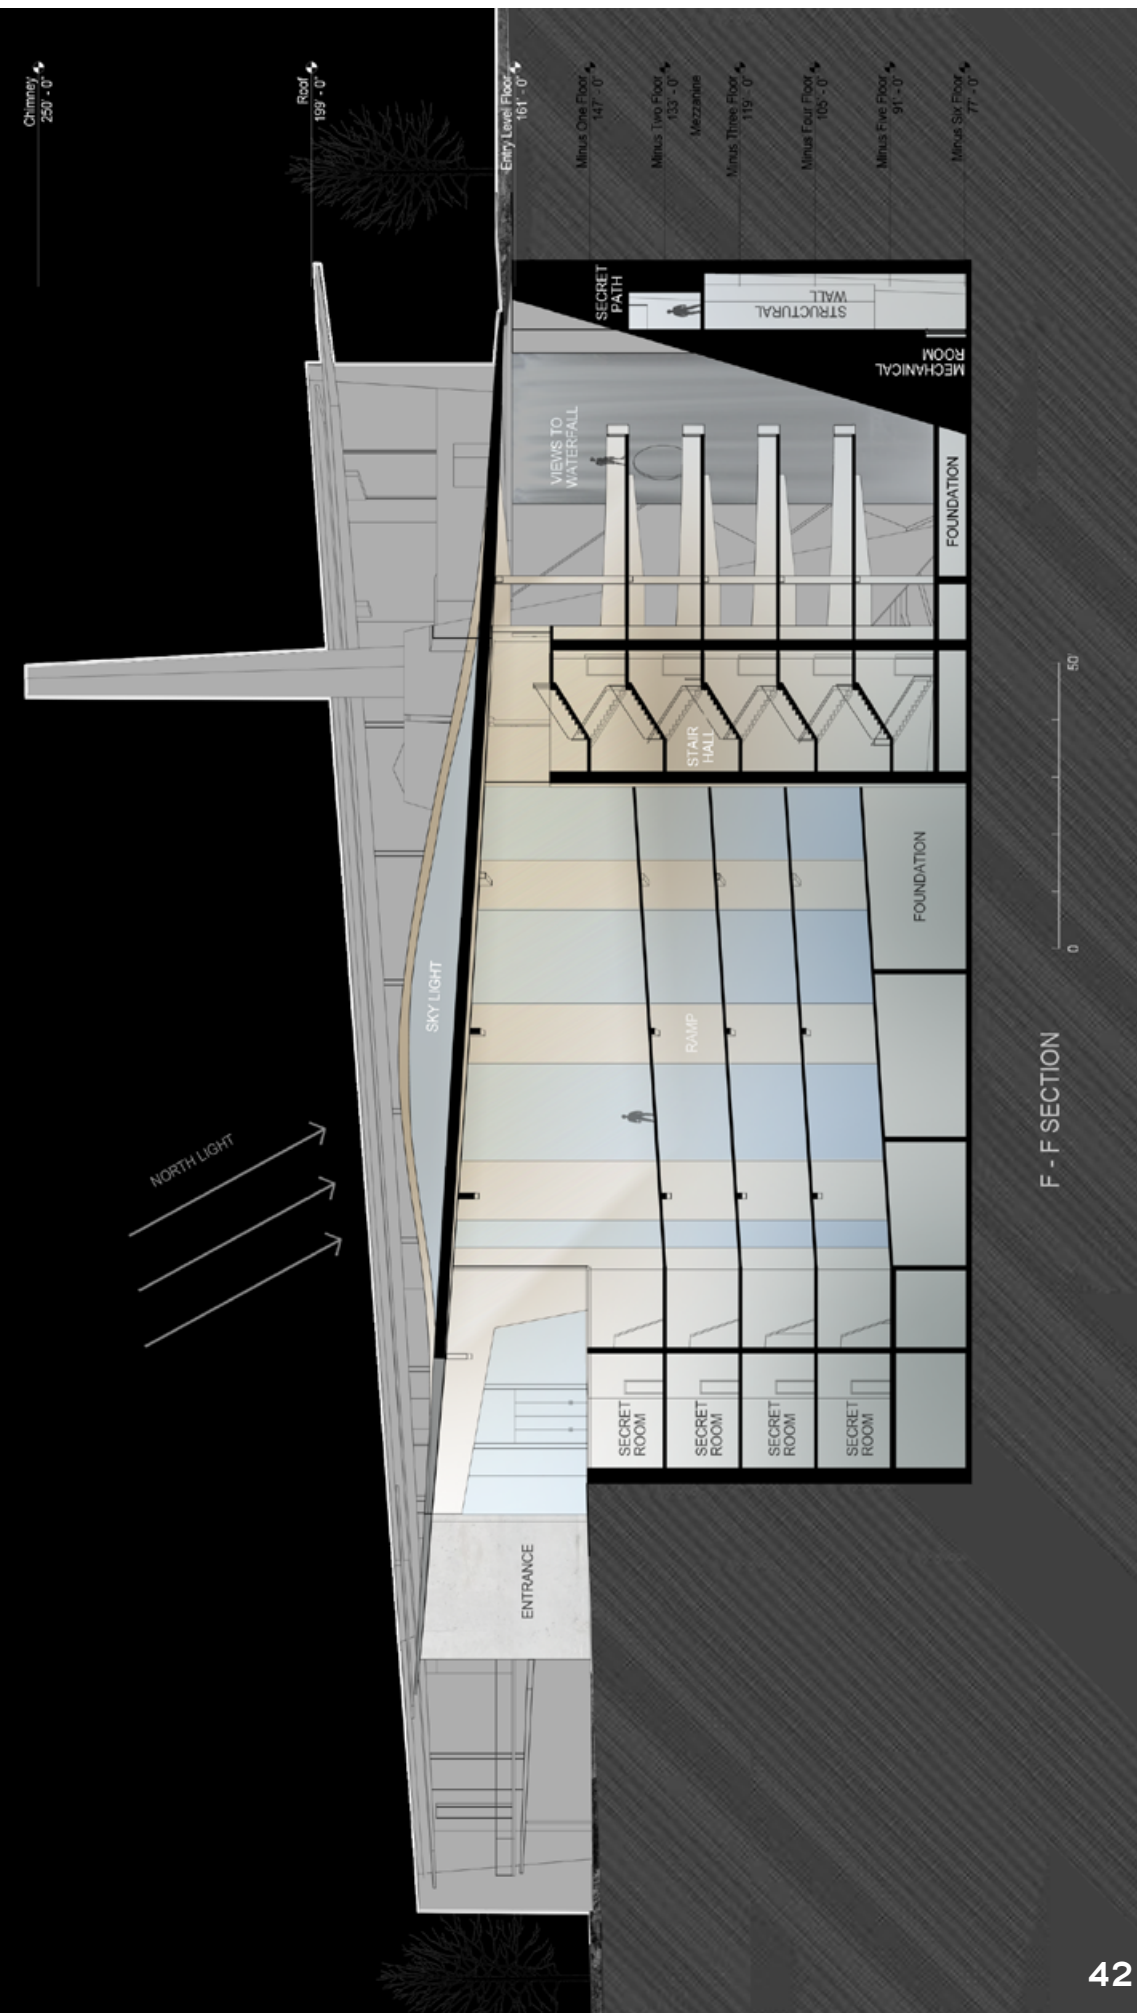 Chimney
250' - 0"
Roof
199' - 0"
Entry Level Floor
161' - 0"
Minus One Floor
147' - 0"
Minus Two Floor
133' - 0"
Mezzanine
Minus Three Floor
119' - 0"
Minus Four Floor
105' - 0"
Minus Five Floor
91' - 0"
Minus Six Floor
77' - 0"
NORTH LIGHT
SKY LIGHT
ENTRANCE
SECRET
ROOM
SECRET
ROOM
SECRET
ROOM
SECRET
ROOM
RAMP
FOUNDATION
STAIR
HALL
VIEWS TO
WATERFALL
FOUNDATION
SECRET
PATH
STRUCTURAL
WALL
MECHANICAL
ROOM
F - F SECTION
0
50'
42